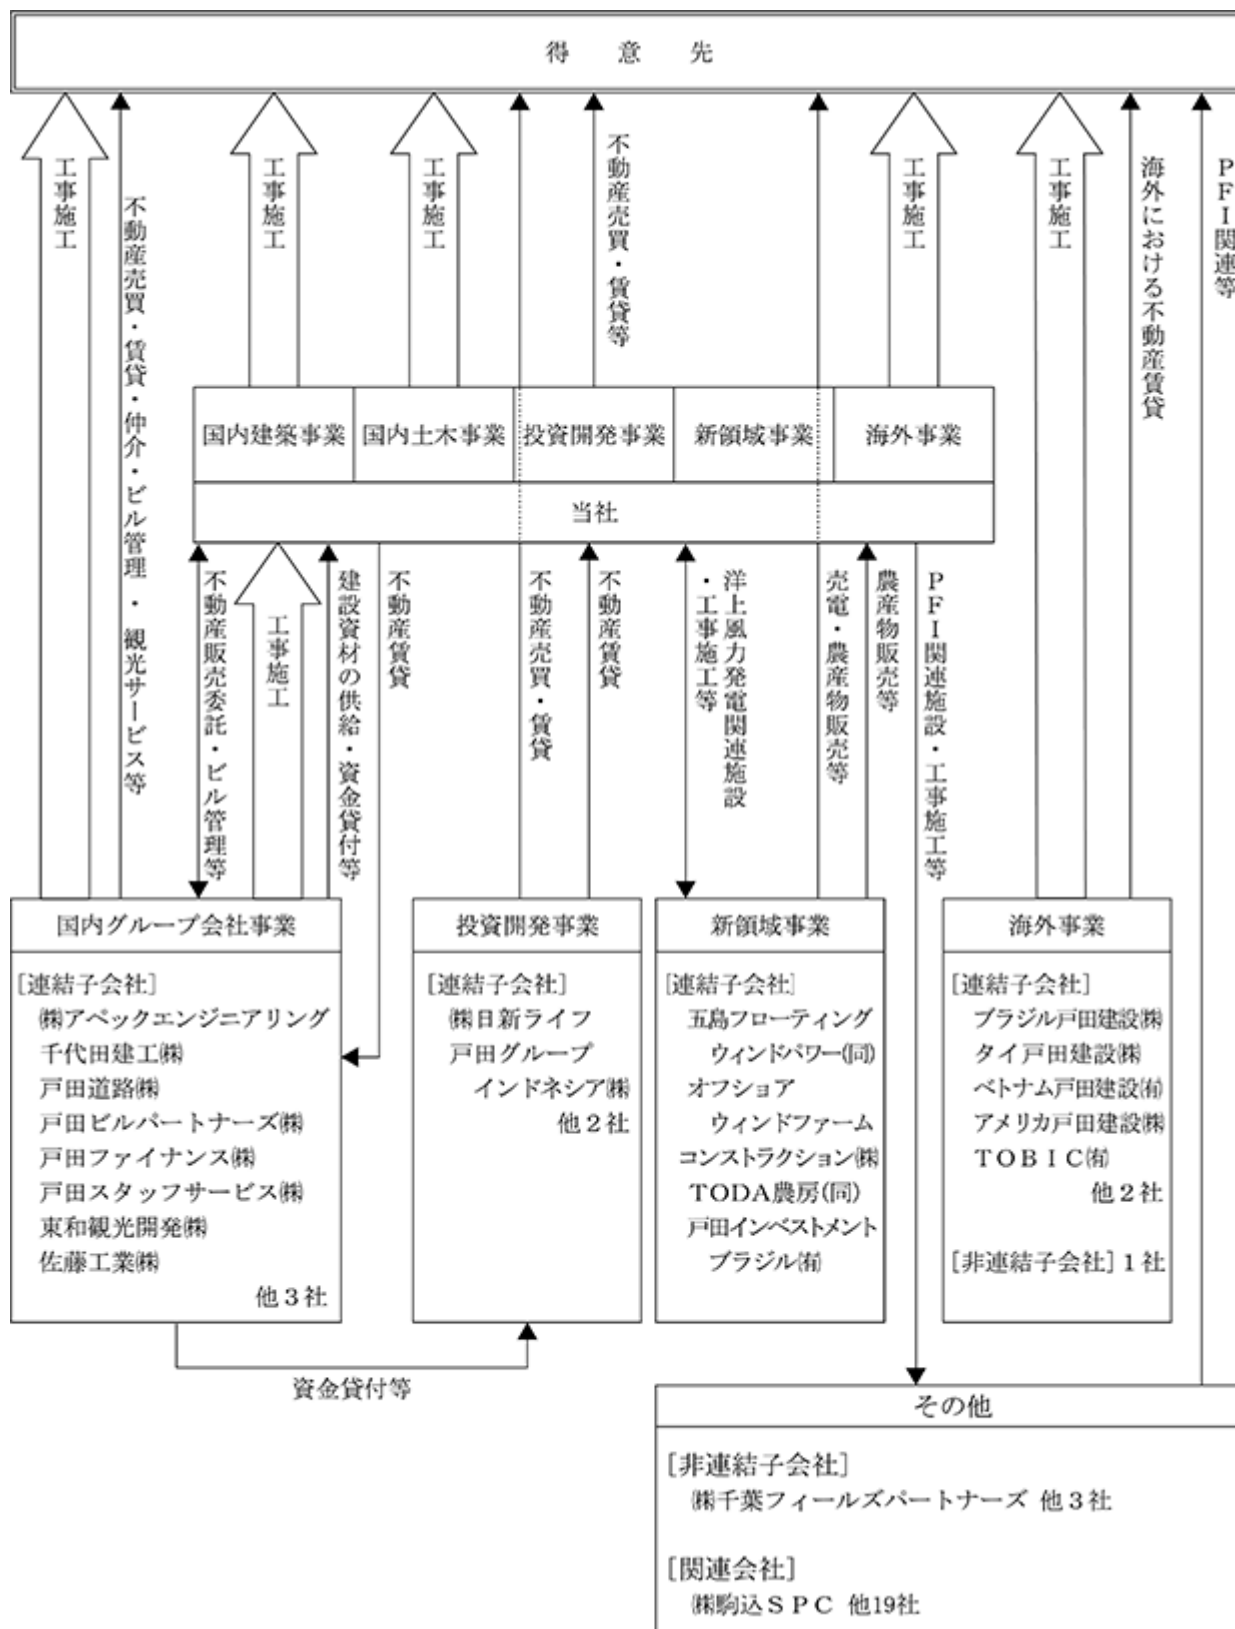 得意先
工事施工
不動産売買・賃貸・仲介・ビル管理・観光サービス等
工事施工
工事施工
不動産売買・賃貸等
工事施工
工事施工
海外における不動産賃貸
PFI関連等
国内建築事業
国内土木事業
投資開発事業
新領域事業
海外事業
当社
不動産販売委託・ビル管理等
工事施工
建設資材の供給・資金貸付等
不動産賃貸
不動産売買・賃貸
不動産賃貸
洋上風力発電関連施設
・工事施工等
売電・農産物販売等
農産物販売等
PFI関連施設・工事施工等
国内グループ会社事業
[連結子会社]
㈱アペックエンジニアリング
千代田建工㈱
戸田道路㈱
戸田ビルパートナーズ㈱
戸田ファイナンス㈱
戸田スタッフサービス㈱
東和観光開発㈱
佐藤工業㈱
他3社
投資開発事業
[連結子会社]
㈱日新ライフ
戸田グループ
インドネシア㈱
他2社
新領域事業
[連結子会社]
五島フローティング
ウィンドパワー(同)
オフショア
ウィンドファーム
コンストラクション㈱
TODA農房(同)
戸田インベストメント
ブラジル㈲
海外事業
[連結子会社]
ブラジル戸田建設㈱
タイ戸田建設㈱
ベトナム戸田建設㈲
アメリカ戸田建設㈱
TOBIC㈲
他2社
[非連結子会社]1社
資金貸付等
その他
[非連結子会社]
㈱千葉フィールズパートナーズ 他3社
[関連会社]
㈱駒込SPC 他19社